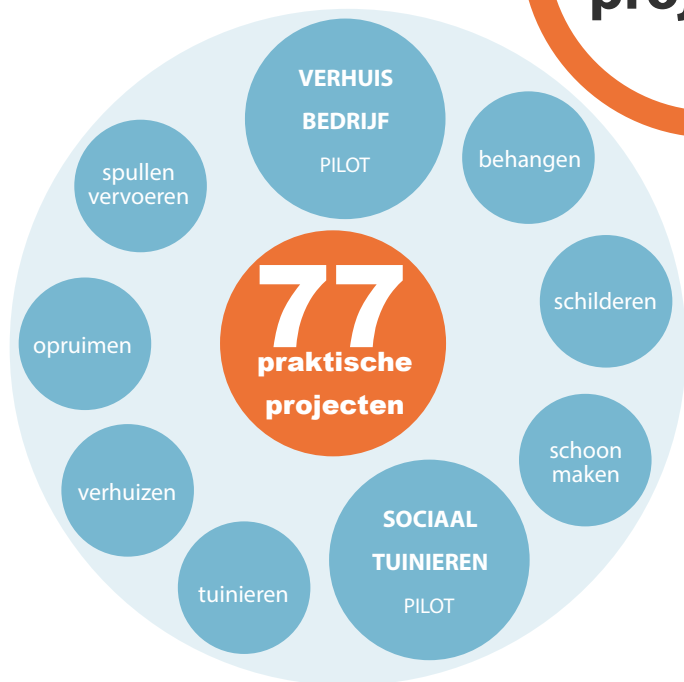 VERHUIS
BEDRIJF
PILOT
behangen
spullen
vervoeren
schilderen
77
praktische
projecten
opruimen
schoon
maken
verhuizen
SOCIAAL
TUINIEREN
PILOT
tuinieren